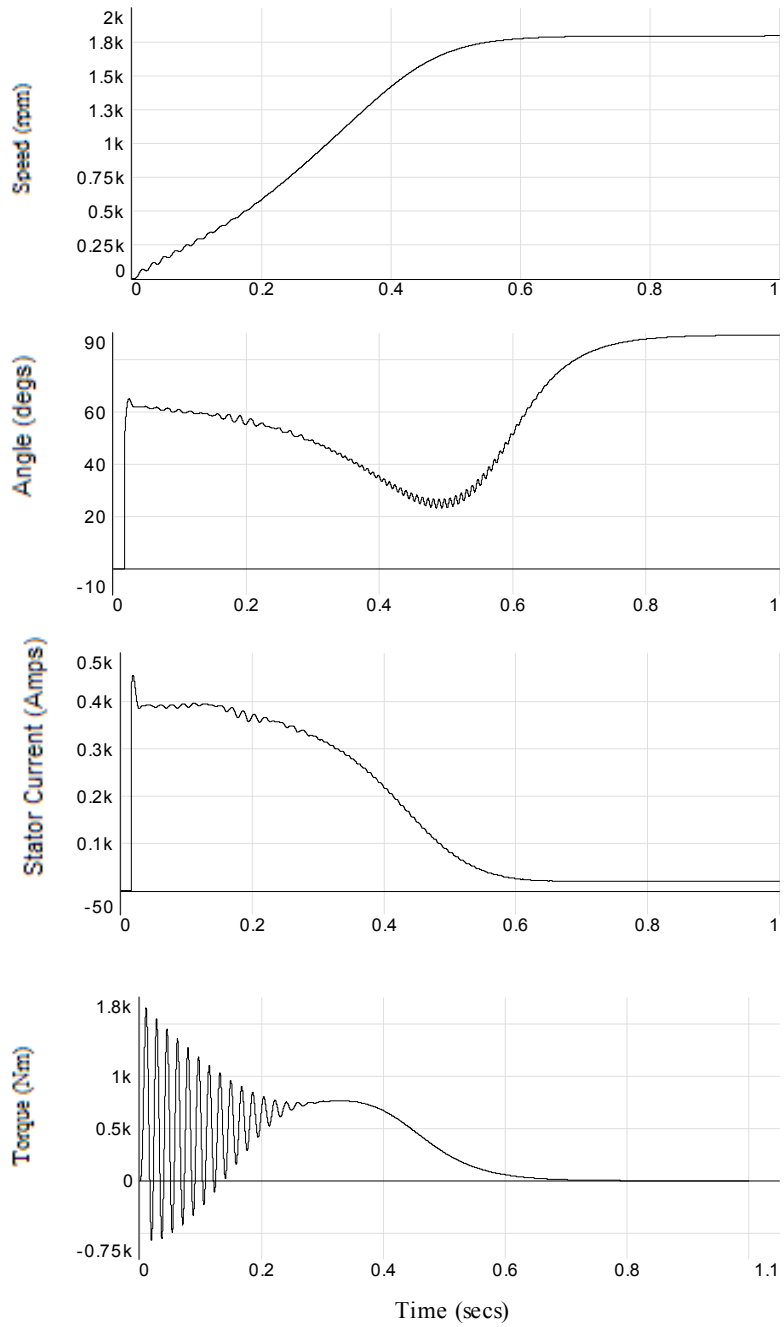 Speed (rpm)
2k
1.8k
1.5k
1.3k
1k
0.75k
0.5k
0.25k
0
0 0.2 0.4 0.6 0.8 1
Angle (degs)
90
60
40
20
-10
0 0.2 0.4 0.6 0.8 1
Stator Current (Amps)
0.5k
0.4k
0.3k
0.2k
0.1k
-50
0 0.2 0.4 0.6 0.8 1
Torque (Nm)
1.8k
1k
0.5k
0
-0.75k
0 0.2 0.4 0.6 0.8 1.1
Time (secs)